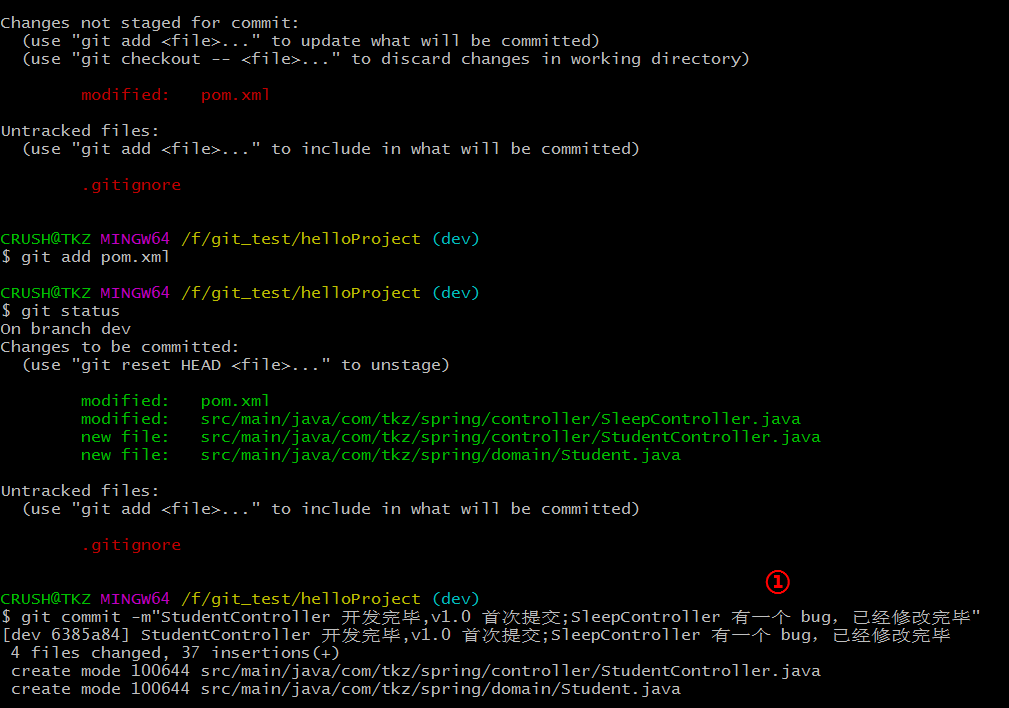 Changes not staged for commit:
  (use "git add <file>..." to update what will be committed)
  (use "git checkout -- <file>..." to discard changes in working directory)
        modified:   pom.xml
Untracked files:
  (use "git add <file>..." to include in what will be committed)
        .gitignore
CRUSH@TKZ MINGW64 /f/git_test/helloProject (dev)
$ git add pom.xml
CRUSH@TKZ MINGW64 /f/git_test/helloProject (dev)
$ git status
On branch dev
Changes to be committed:
  (use "git reset HEAD <file>..." to unstage)
        modified:   pom.xml
        modified:   src/main/java/com/tkz/spring/controller/SleepController.java
        new file:   src/main/java/com/tkz/spring/controller/StudentController.java
        new file:   src/main/java/com/tkz/spring/domain/Student.java
Untracked files:
  (use "git add <file>..." to include in what will be committed)
        .gitignore
①
CRUSH@TKZ MINGW64 /f/git_test/helloProject (dev)
$ git commit -m"StudentController 开发完毕,v1.0 首次提交;SleepController 有一个 bug, 已经修改完毕"
[dev 6385a84] StudentController 开发完毕,v1.0 首次提交;SleepController 有一个 bug, 已经修改完毕
 4 files changed, 37 insertions(+)
 create mode 100644 src/main/java/com/tkz/spring/controller/StudentController.java
 create mode 100644 src/main/java/com/tkz/spring/domain/Student.java